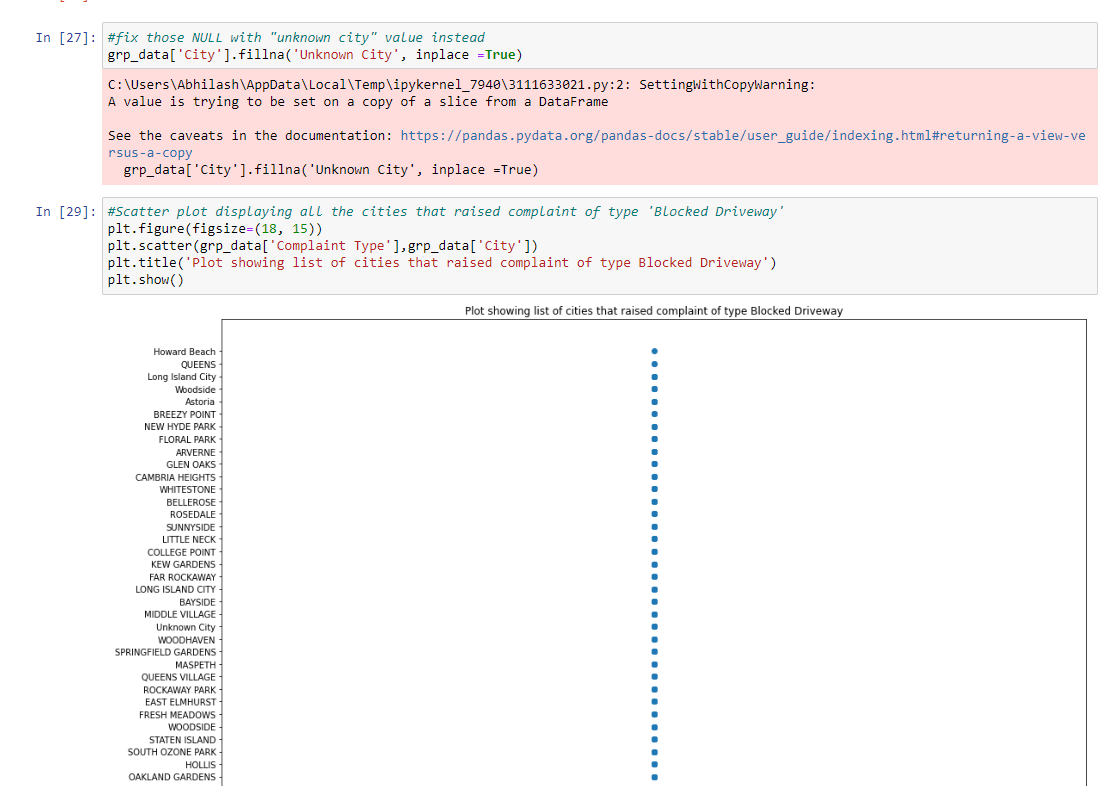 In [27]: #fix those NULL with "unknown city" value instead
grp_data['City'].fillna('Unknown City', inplace =True)
C:\Users\Abhilash\AppData\Local\Temp\ipykernel_7940\3111633021.py:2: SettingWithCopyWarning:
A value is trying to be set on a copy of a slice from a DataFrame
See the caveats in the documentation: https://pandas.pydata.org/pandas-docs/stable/user_guide/indexing.html#returning-a-view-ve
rsus-a-copy
grp_data['City'].fillna('Unknown City', inplace =True)
In [29]: #Scatter plot displaying all the cities that raised complaint of type 'Blocked Driveway'
plt.figure(figsize=(18, 15))
plt.scatter(grp_data['Complaint Type'],grp_data['City'])
plt.title('Plot showing list of cities that raised complaint of type Blocked Driveway')
plt.show()
Plot showing list of cities that raised complaint of type Blocked Driveway
Howard Beach
QUEENS
Long Island City
Woodside
Astoria
BREEZY POINT
NEW HYDE PARK
FLORAL PARK
ARVERNE
GLEN OAKS
CAMBRIA HEIGHTS
WHITESTONE
BELLEROSE
ROSEDALE
SUNNYSIDE
LITTLE NECK
COLLEGE POINT
KEW GARDENS
FAR ROCKAWAY
LONG ISLAND CITY
BAYSIDE
MIDDLE VILLAGE
Unknown City
WOODHAVEN
SPRINGFIELD GARDENS
MASPETH
QUEENS VILLAGE
ROCKAWAY PARK
EAST ELMHURST
FRESH MEADOWS
WOODSIDE
STATEN ISLAND
SOUTH OZONE PARK
HOLLIS
OAKLAND GARDENS